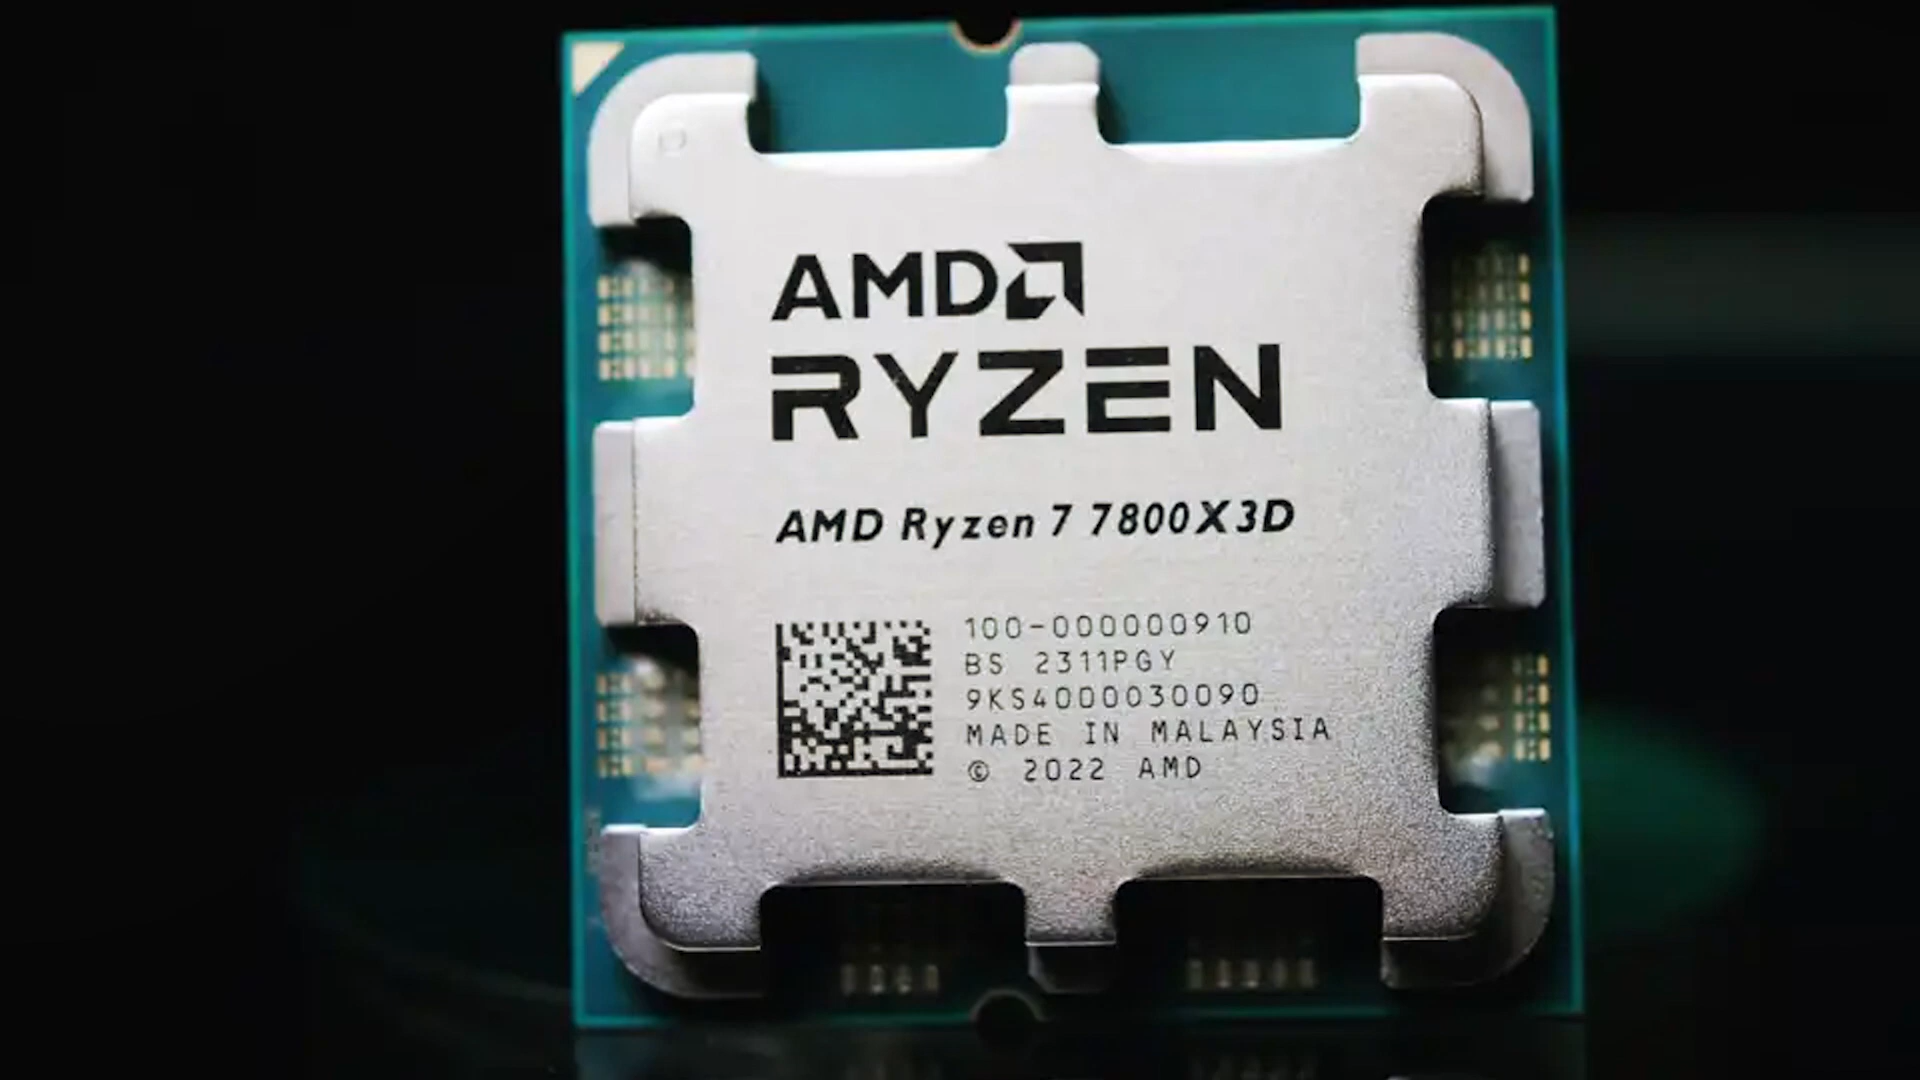 AMD
RYZEN
AMD Ryzen 7 7800X3D
100-000000910
BS 2311PGY
9KS4000030090
MADE IN MALAYSIA
© 2022 AMD